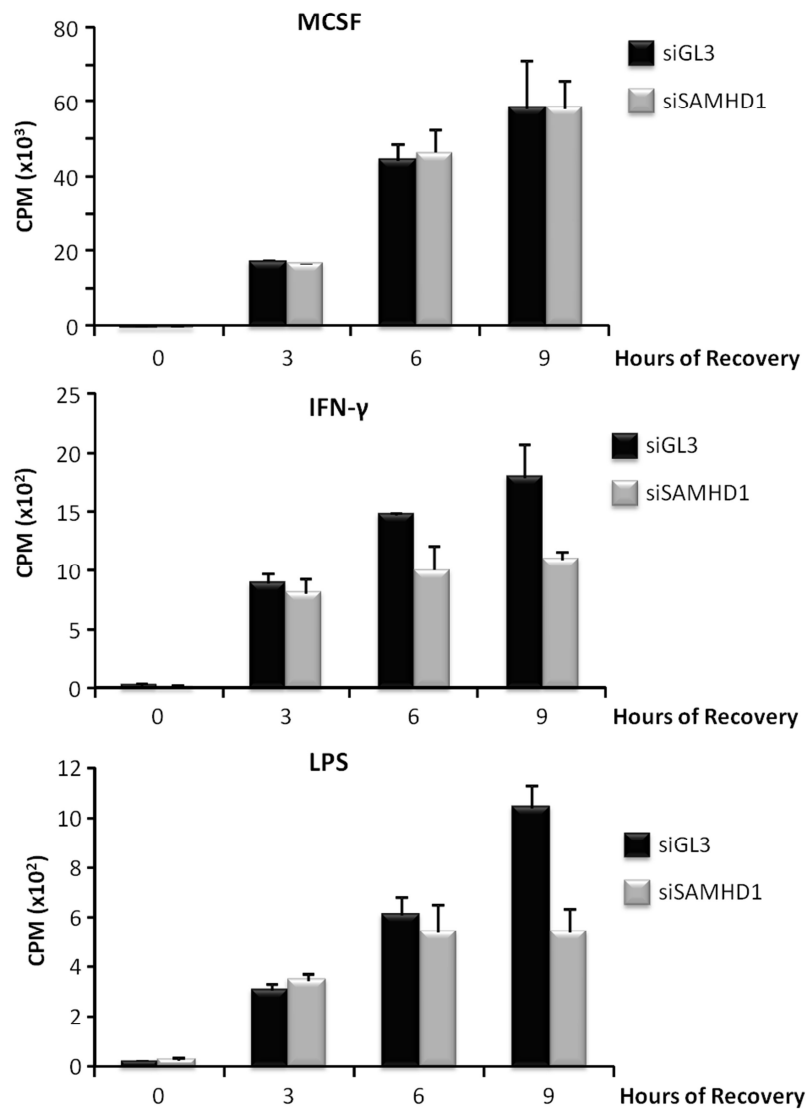 MCSF
80
60
40
20
0
CPM (x10³)
0 3 6 9 Hours of Recovery
siGL3
siSAMHD1
IFN-γ
25
20
15
10
5
0
CPM (x10²)
0 3 6 9 Hours of Recovery
siGL3
siSAMHD1
LPS
12
10
8
6
4
2
0
CPM (x10²)
0 3 6 9 Hours of Recovery
siGL3
siSAMHD1